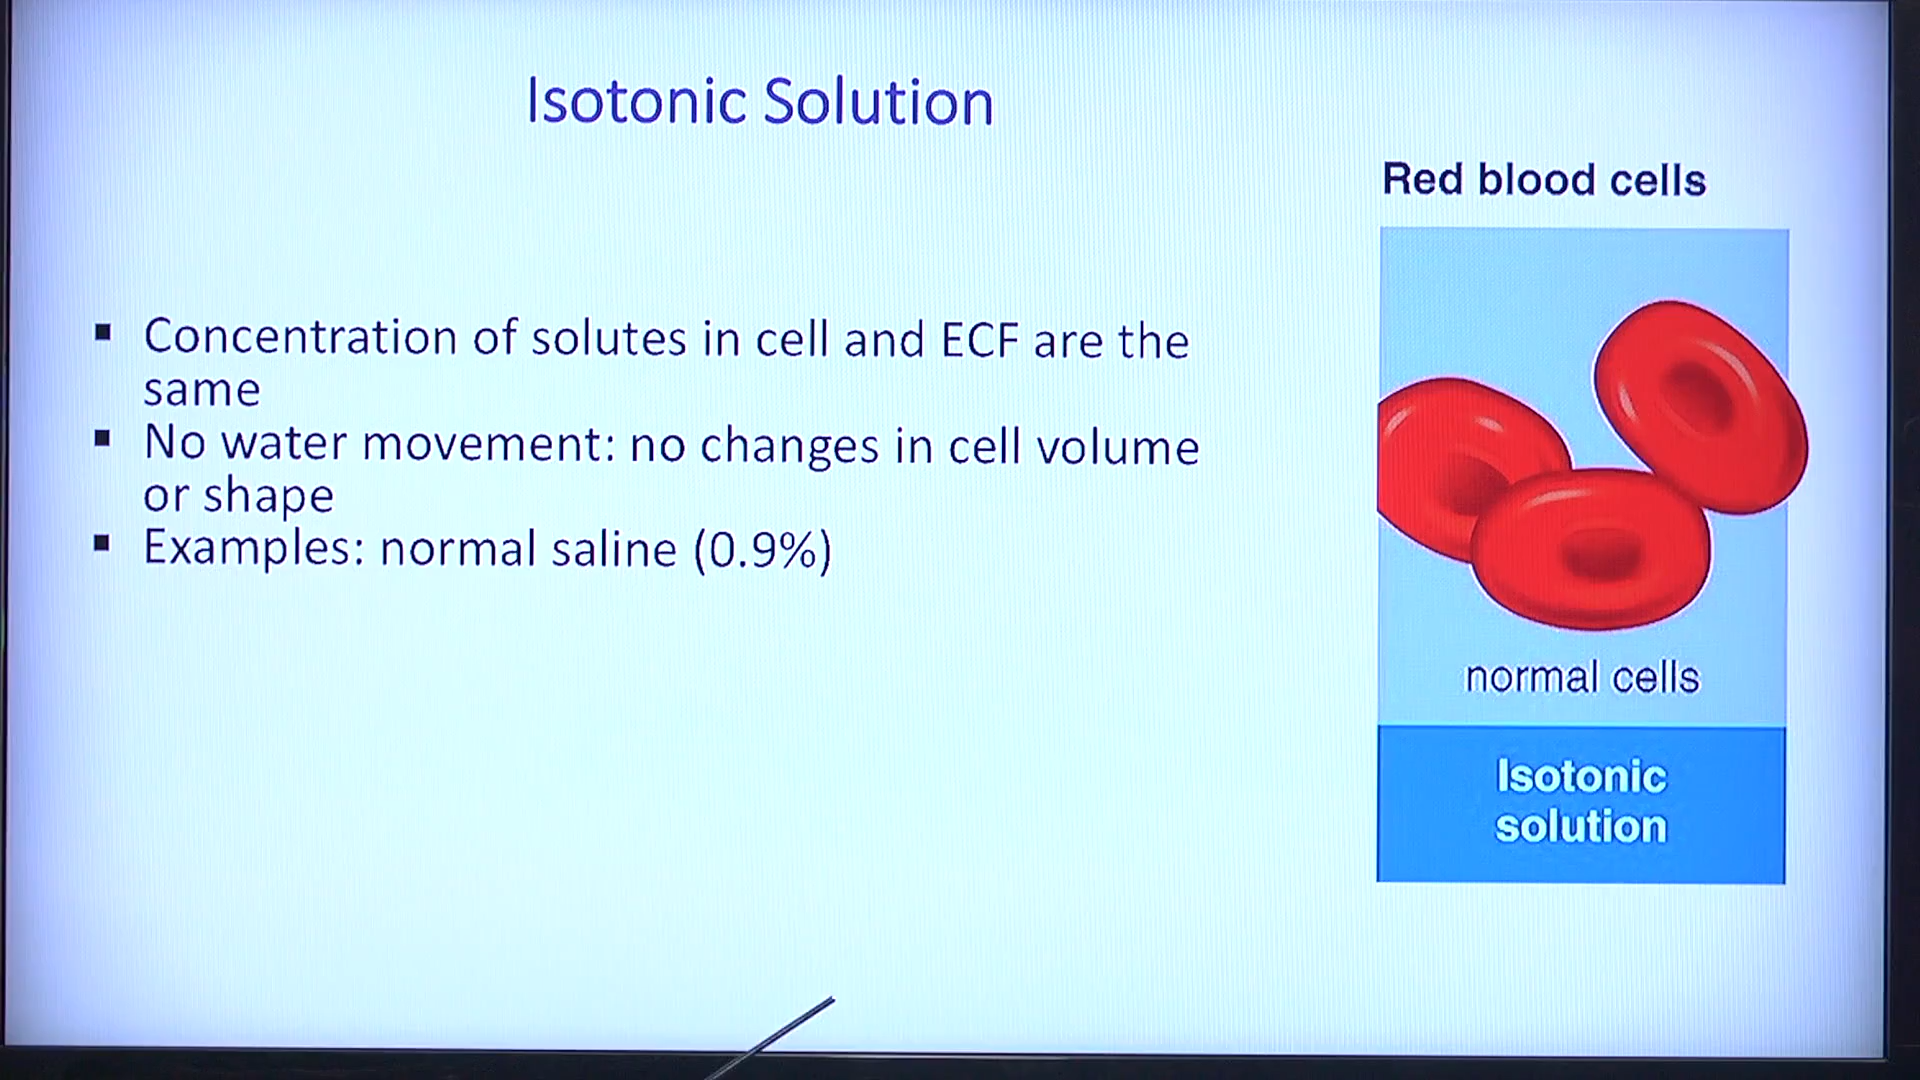 Isotonic Solution
▪ Concentration of solutes in cell and ECF are the
same
▪ No water movement: no changes in cell volume
or shape
▪ Examples: normal saline (0.9%)
Red blood cells
normal cells
Isotonic
solution